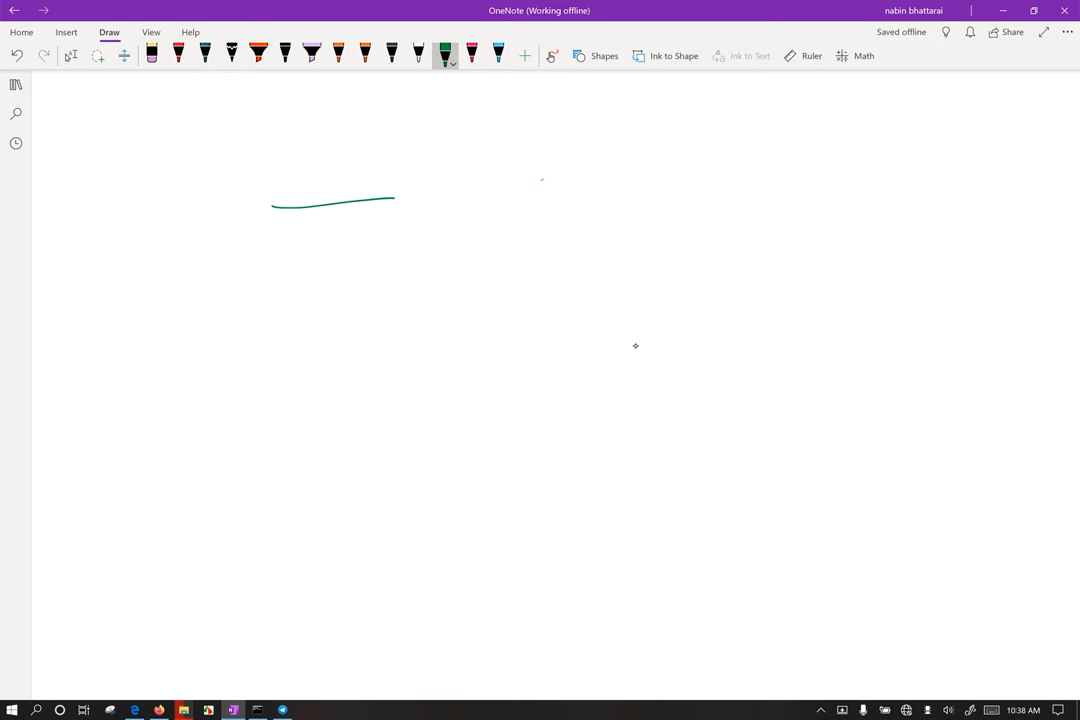 OneNote (Working offline)
nabin bhattarai
Home Insert Draw View Help
Saved offline
Share
Shapes
Ink to Shape
Ink to Text
Ruler
Math
10:38 AM